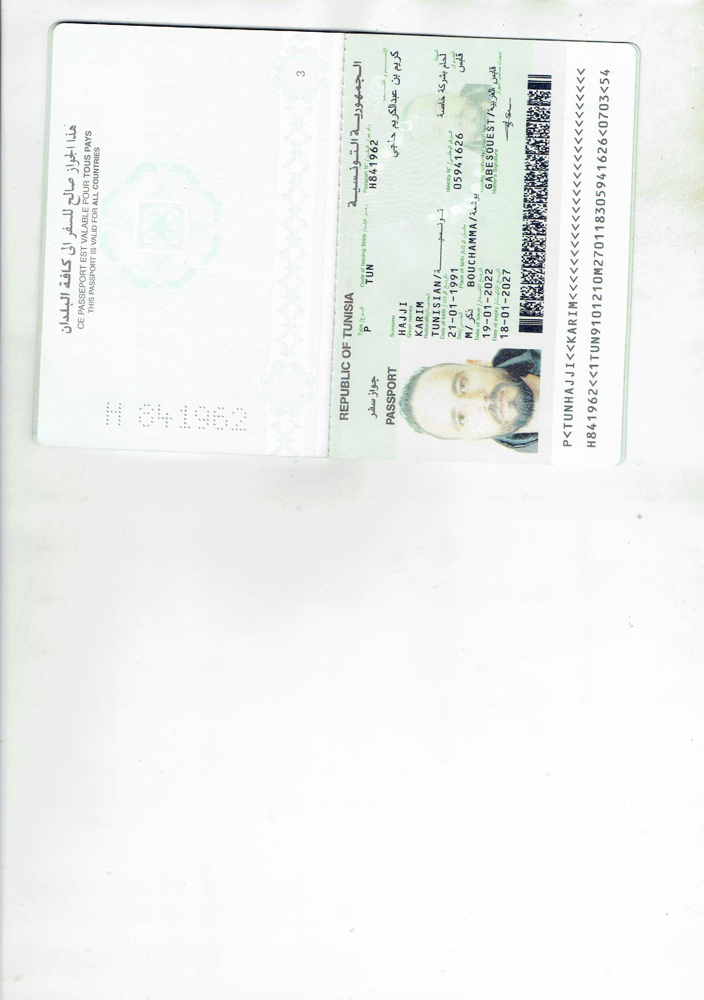 هذا الجواز صالح للسفر الى كافة البلدان
CE PASSEPORT EST VALABLE POUR TOUS PAYS
THIS PASSPORT IS VALID FOR ALL COUNTRIES
H 841962
3
REPUBLIC OF TUNISIA الجمهورية التونسية
جواز سفر
PASSPORT
Type / النوع Code of Issuing State / رمز البلد Passport N° / رقم جواز السفر
P TUN H841962
Surname الاسم و اللقب
HAJJI كريم بن عبدالكريم حاجي
Given names
KARIM
Nationality / الجنسية المهنة
TUNISIAN/تونسية لحام بشركة خاصة
Date of birth / تاريخ الولادة Identity N° / الرقم الوطني العنوان
21-01-1991 05941626 قابس
Sex / الجنس Place of birth / مكان الولادة
M/ذكر BOUCHAMMA/بوشمة
Date of issue / تاريخ الإصدار Issuing Authority /
19-01-2022 GABESOUEST/قابس الغربية
Date of expiry / تاريخ الإنتهاء Holder's Signature إمضاء صاحب الجواز
18-01-2027
P<TUNHAJJI<<KARIM<<<<<<<<<<<<<<<<<<<<<<<<<<<
H841962<<1TUN9101210M270118305941626<0703<54